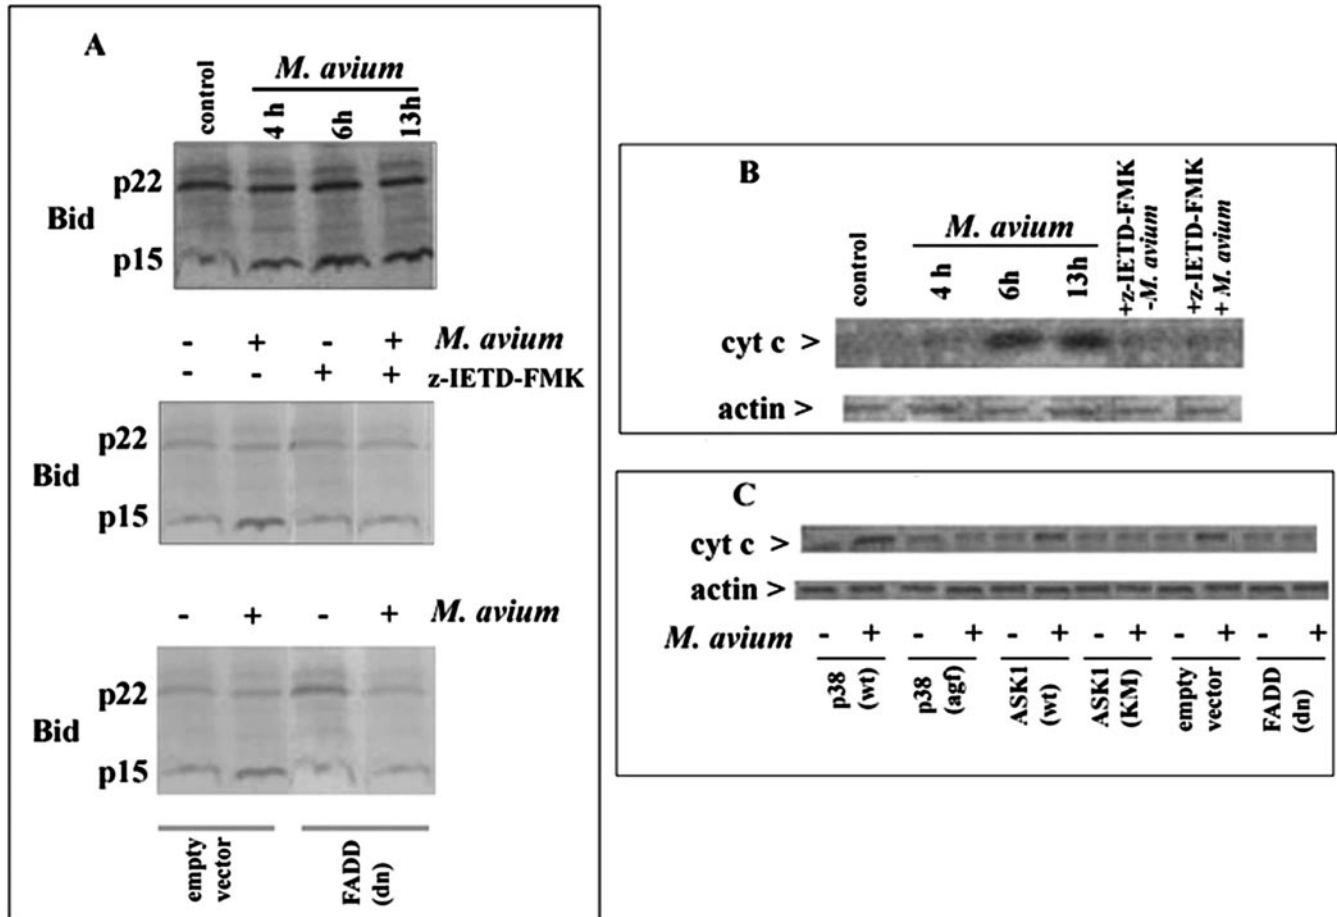 A
control
M. avium
4 h
6h
13h
p22
Bid
p15
- + - + M. avium
- - + + z-IETD-FMK
p22
Bid
p15
- + - + M. avium
p22
Bid
p15
empty
vector
FADD
(dn)
B
control
M. avium
4 h
6h
13h
+z-IETD-FMK
-M. avium
+z-IETD-FMK
+ M. avium
cyt c >
actin >
C
cyt c >
actin >
M. avium - + - + - + - + - + - +
p38
(wt)
p38
(agf)
ASK1
(wt)
ASK1
(KM)
empty
vector
FADD
(dn)